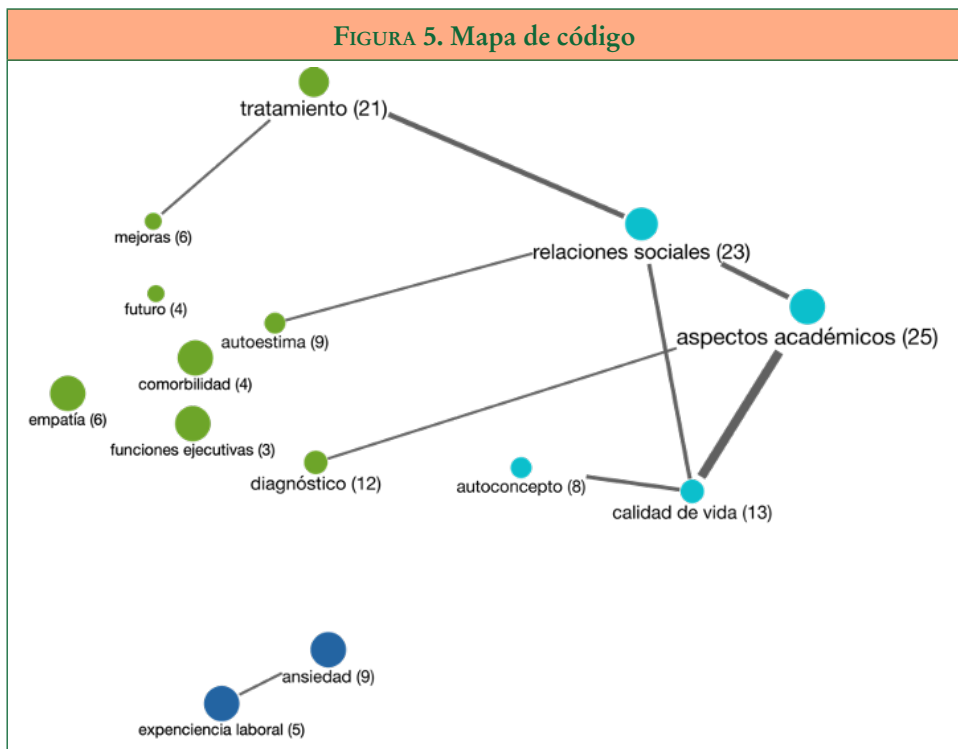 FIGURA 5. Mapa de código
tratamiento (21)
mejoras (6)
relaciones sociales (23)
futuro (4)
autoestima (9)
aspectos académicos (25)
comorbilidad (4)
empatía (6)
funciones ejecutivas (3)
diagnóstico (12)
autoconcepto (8)
calidad de vida (13)
ansiedad (9)
expenciencia laboral (5)